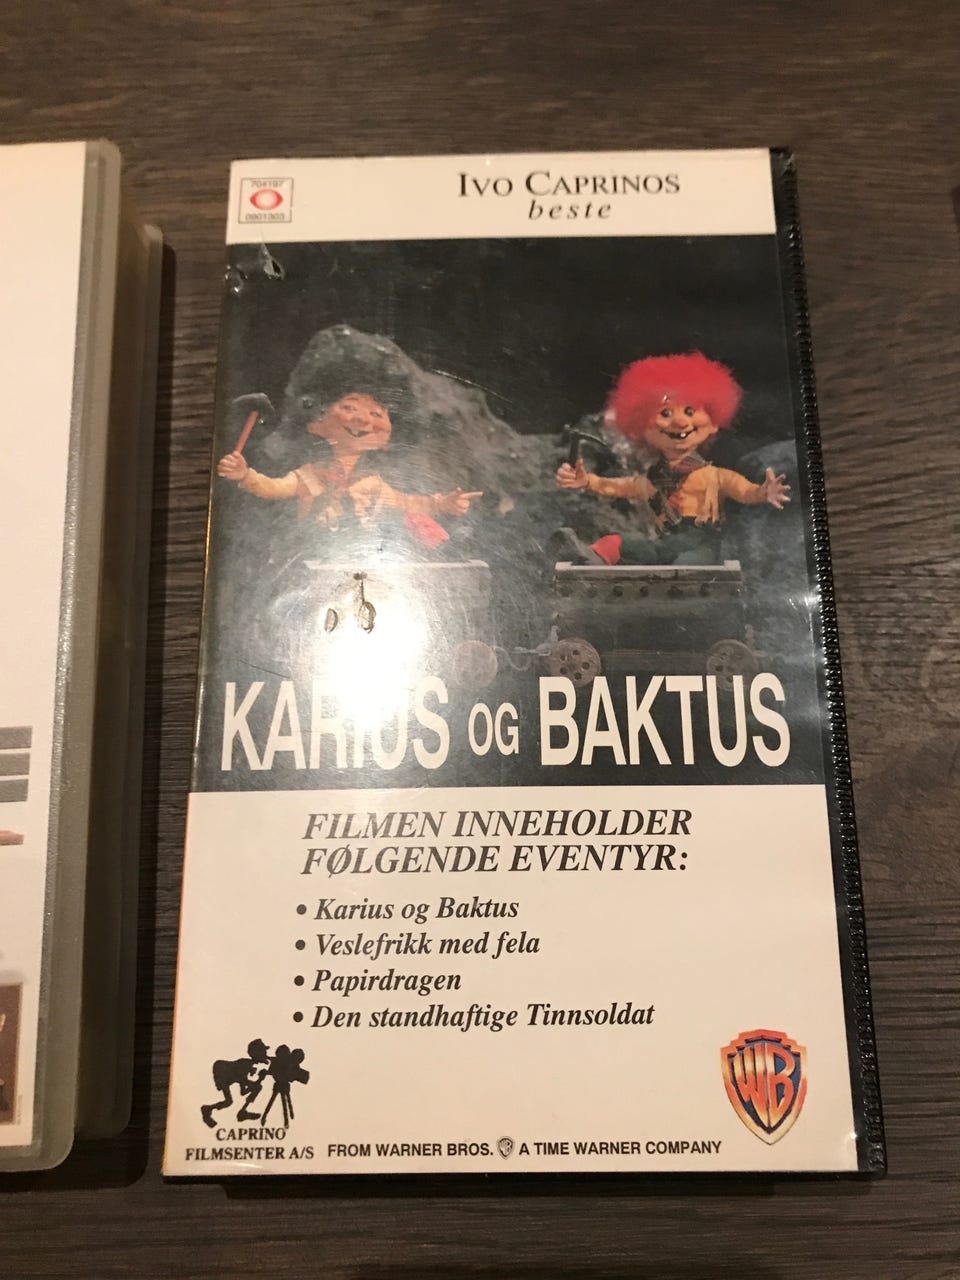 704197
0901303
IVO CAPRINOS
beste
KARIUS OG BAKTUS
FILMEN INNEHOLDER
FØLGENDE EVENTYR:
• Karius og Baktus
• Veslefrikk med fela
• Papirdragen
• Den standhaftige Tinnsoldat
CAPRINO
FILMSENTER A/S
WB
FROM WARNER BROS. WB A TIME WARNER COMPANY